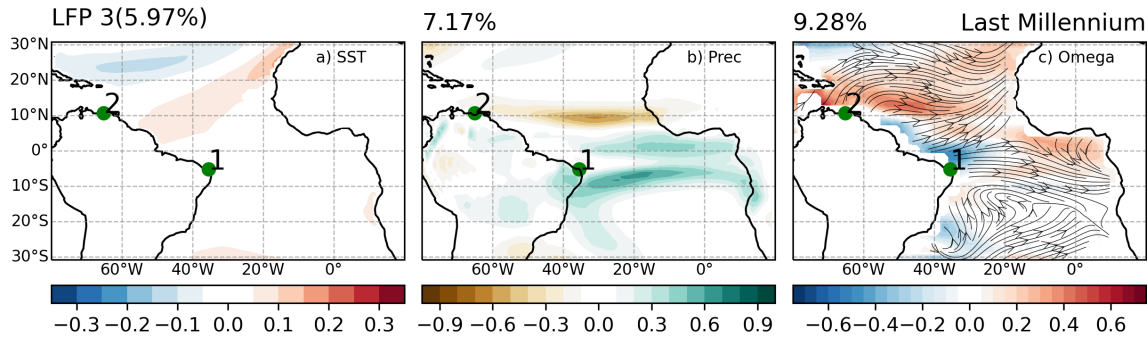 LFP 3(5.97%)
7.17%
9.28%
Last Millennium
a) SST
b) Prec
c) Omega
30°N
20°N
10°N
0°
10°S
20°S
30°S
2
1
2
1
2
1
60°W 40°W 20°W 0°
60°W 40°W 20°W 0°
60°W 40°W 20°W 0°
−0.3 −0.2 −0.1 0.0 0.1 0.2 0.3
−0.9 −0.6 −0.3 0.0 0.3 0.6 0.9
−0.6 −0.4 −0.2 0.0 0.2 0.4 0.6